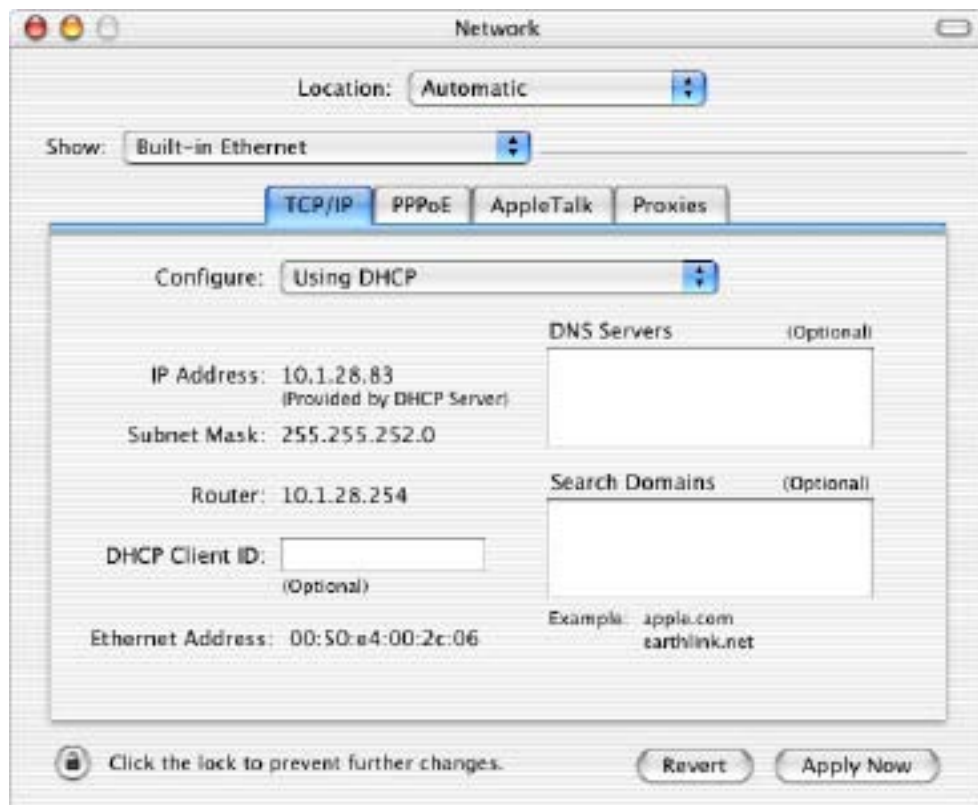 Network
Location: Automatic
Show: Built-in Ethernet
TCP/IP PPPoE AppleTalk Proxies
Configure: Using DHCP
DNS Servers (Optional)
IP Address: 10.1.28.83
(Provided by DHCP Server)
Subnet Mask: 255.255.252.0
Search Domains (Optional)
Router: 10.1.28.254
DHCP Client ID:
(Optional)
Example: apple.com
earthlink.net
Ethernet Address: 00:50:e4:00:2c:06
Click the lock to prevent further changes.
Revert Apply Now